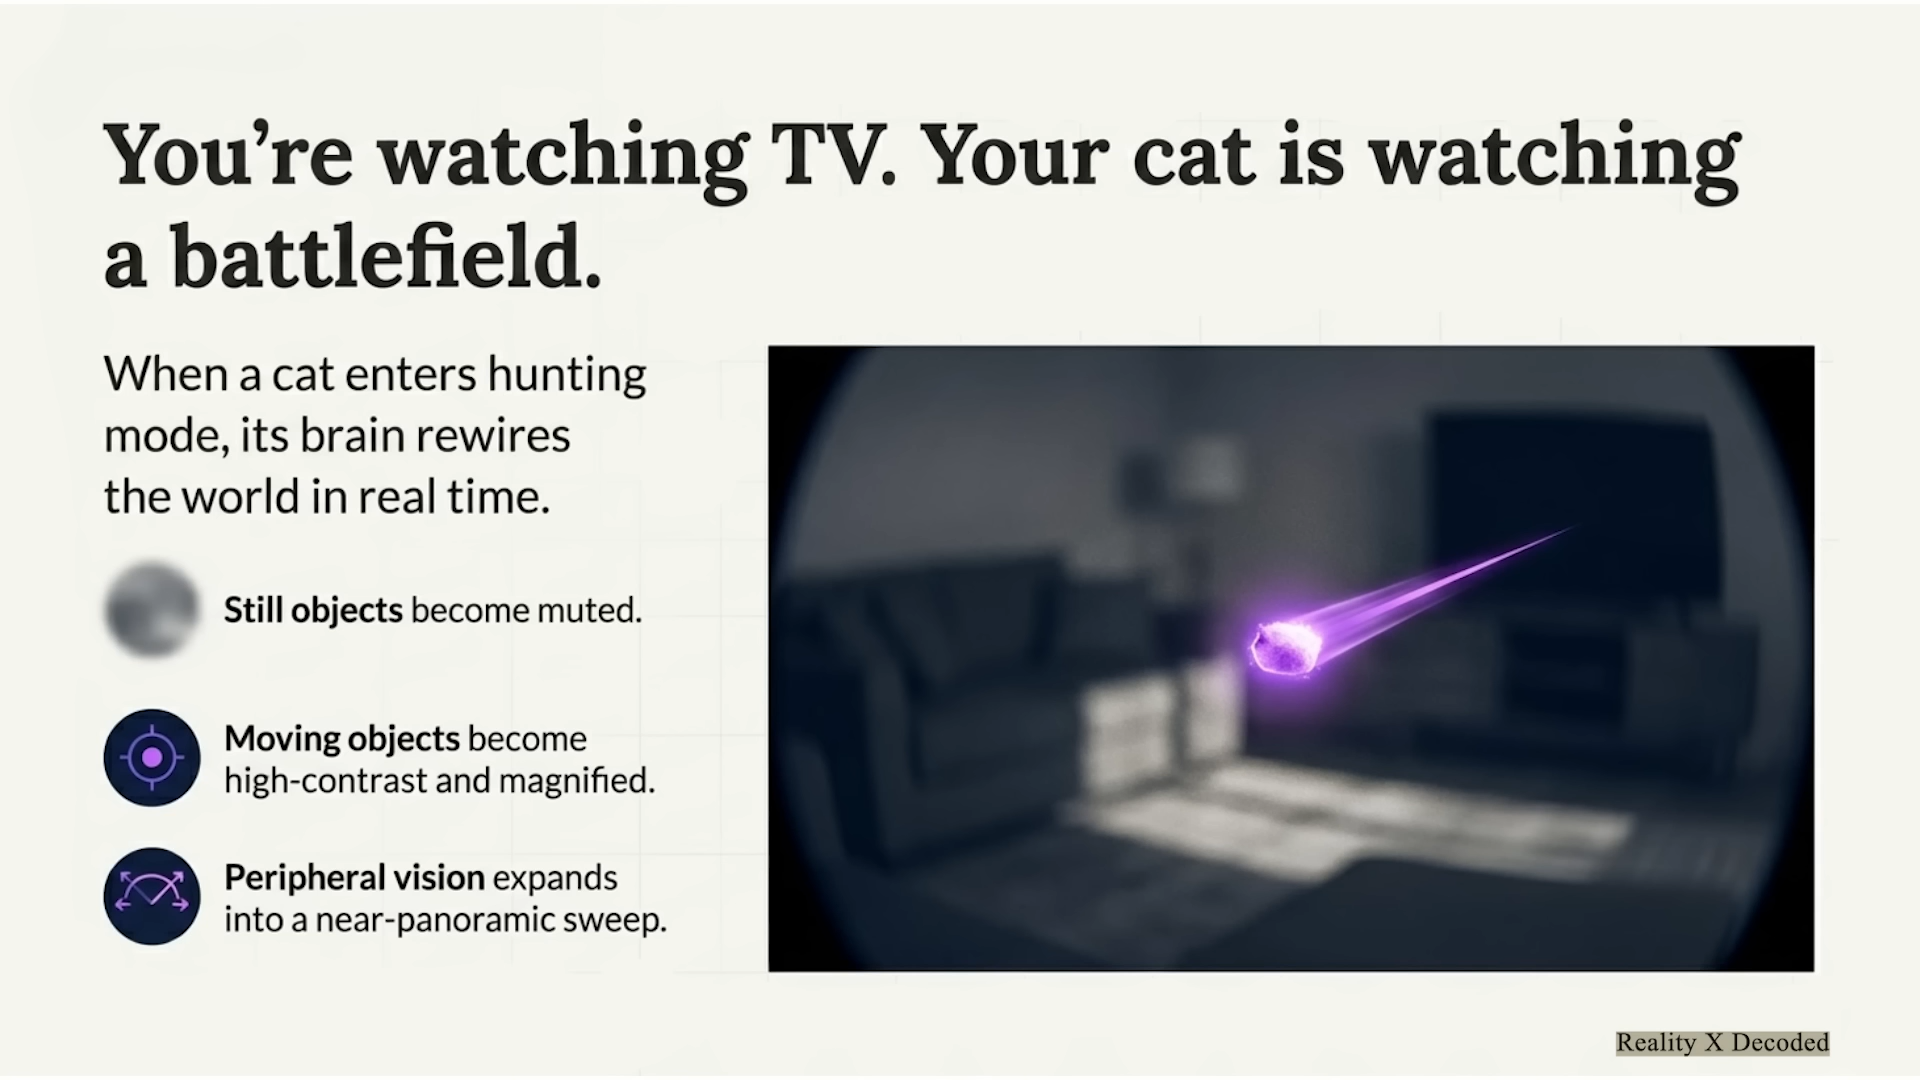 You’re watching TV. Your cat is watching
a battlefield.
When a cat enters hunting
mode, its brain rewires
the world in real time.
Still objects become muted.
Moving objects become
high-contrast and magnified.
Peripheral vision expands
into a near-panoramic sweep.
Reality X Decoded